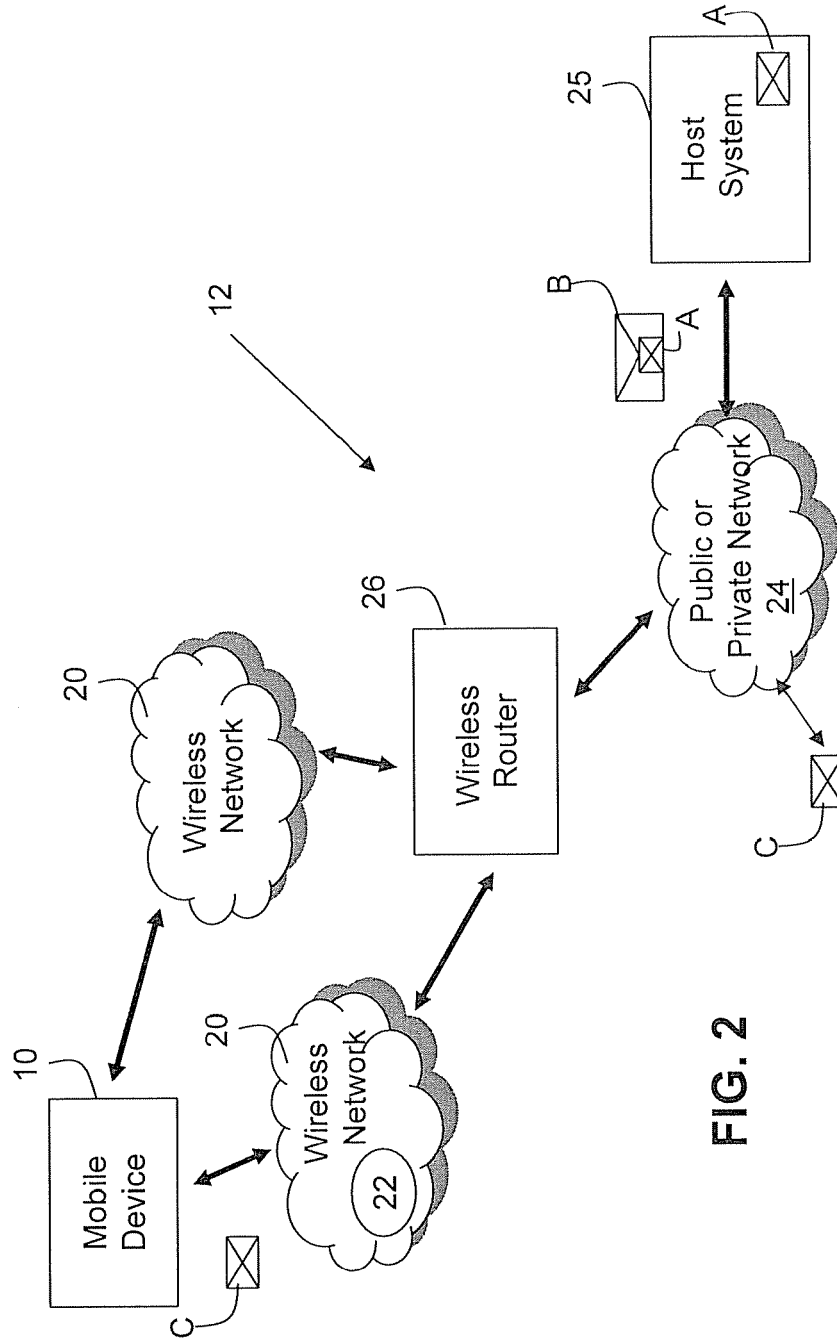 10
Mobile
Device
C
20
Wireless
Network
20
Wireless
Network
22
12
26
Wireless
Router
Public or
Private Network
24
C
B
A
25
Host
System
A
FIG. 2